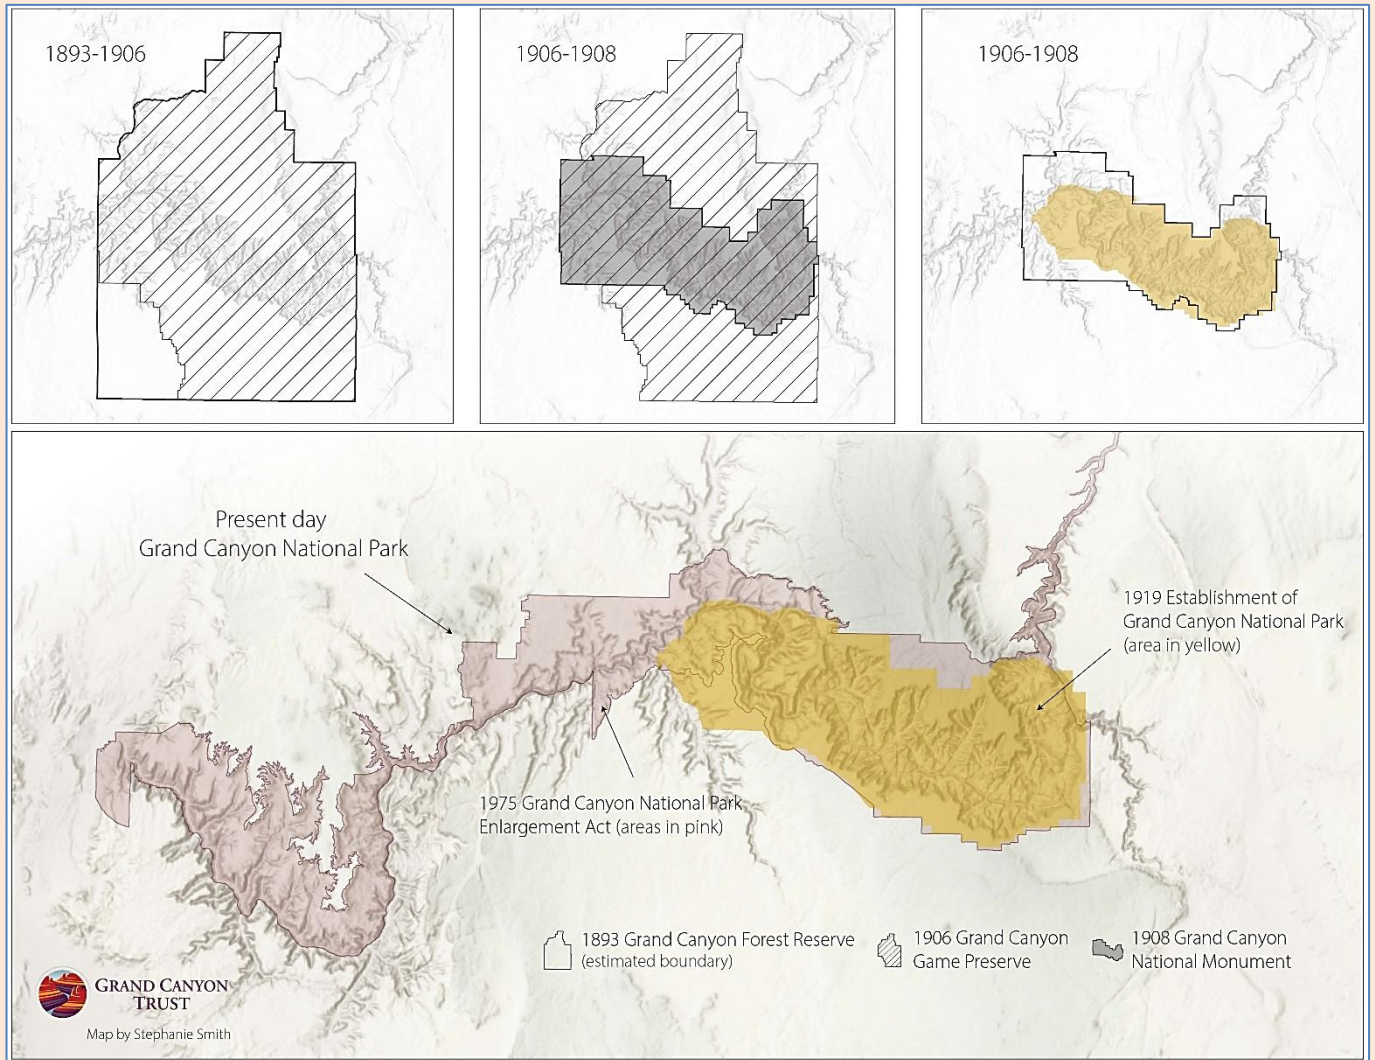 1893-1906
1906-1908
1906-1908
Present day
Grand Canyon National Park
1919 Establishment of
Grand Canyon National Park
(area in yellow)
1975 Grand Canyon National Park
Enlargement Act (areas in pink)
1893 Grand Canyon Forest Reserve
(estimated boundary)
1906 Grand Canyon
Game Preserve
1908 Grand Canyon
National Monument
GRAND CANYON
TRUST
Map by Stephanie Smith